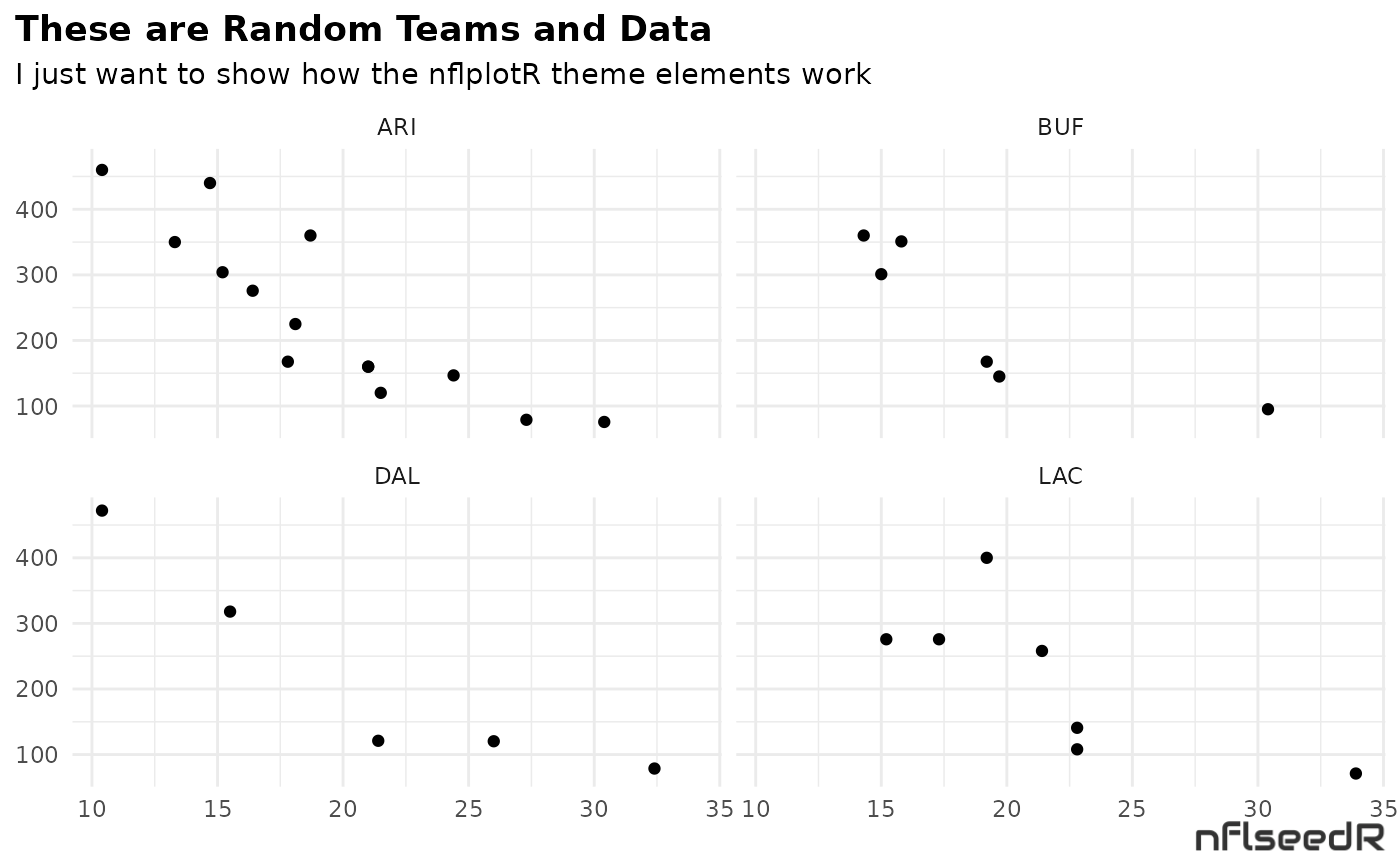 These are Random Teams and Data
I just want to show how the nflplotR theme elements work
ARI BUF
400
300
200
100
DAL LAC
400
300
200
100
10 15 20 25 30 35 10 15 20 25 30 35
nflseedR